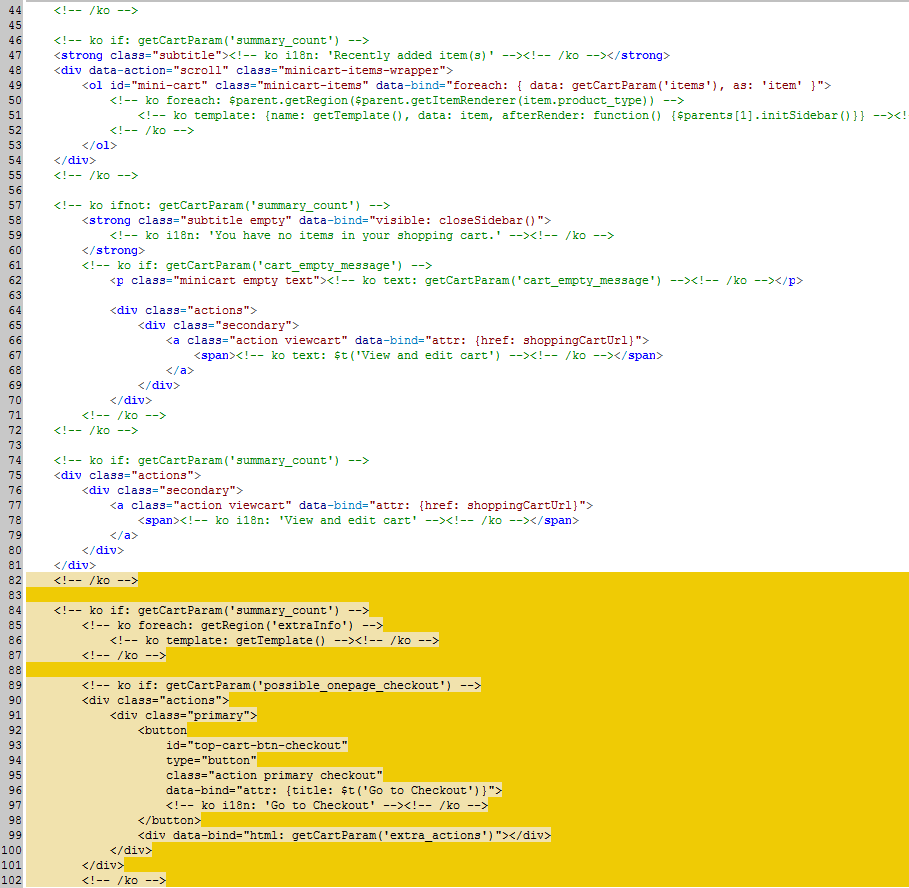 44 <!-- /ko -->
45
46 <!-- ko if: getCartParam('summary_count') -->
47 <strong class="subtitle"><!-- ko i18n: 'Recently added item(s)' --><!-- /ko --></strong>
48 <div data-action="scroll" class="minicart-items-wrapper">
49 <ol id="mini-cart" class="minicart-items" data-bind="foreach: { data: getCartParam('items'), as: 'item' }">
50 <!-- ko foreach: $parent.getRegion($parent.getItemRenderer(item.product_type)) -->
51 <!-- ko template: {name: getTemplate(), data: item, afterRender: function() {$parents[1].initSidebar()}} --><!
52 <!-- /ko -->
53 </ol>
54 </div>
55 <!-- /ko -->
56
57 <!-- ko ifnot: getCartParam('summary_count') -->
58 <strong class="subtitle empty" data-bind="visible: closeSidebar()">
59 <!-- ko i18n: 'You have no items in your shopping cart.' --><!-- /ko -->
60 </strong>
61 <!-- ko if: getCartParam('cart_empty_message') -->
62 <p class="minicart empty text"><!-- ko text: getCartParam('cart_empty_message') --><!-- /ko --></p>
63
64 <div class="actions">
65 <div class="secondary">
66 <a class="action viewcart" data-bind="attr: {href: shoppingCartUrl}">
67 <span><!-- ko text: $t('View and edit cart') --><!-- /ko --></span>
68 </a>
69 </div>
70 </div>
71 <!-- /ko -->
72 <!-- /ko -->
73
74 <!-- ko if: getCartParam('summary_count') -->
75 <div class="actions">
76 <div class="secondary">
77 <a class="action viewcart" data-bind="attr: {href: shoppingCartUrl}">
78 <span><!-- ko i18n: 'View and edit cart' --><!-- /ko --></span>
79 </a>
80 </div>
81 </div>
82 <!-- /ko -->
83
84 <!-- ko if: getCartParam('summary_count') -->
85 <!-- ko foreach: getRegion('extraInfo') -->
86 <!-- ko template: getTemplate() --><!-- /ko -->
87 <!-- /ko -->
88
89 <!-- ko if: getCartParam('possible_onepage_checkout') -->
90 <div class="actions">
91 <div class="primary">
92 <button
93 id="top-cart-btn-checkout"
94 type="button"
95 class="action primary checkout"
96 data-bind="attr: {title: $t('Go to Checkout')}">
97 <!-- ko i18n: 'Go to Checkout' --><!-- /ko -->
98 </button>
99 <div data-bind="html: getCartParam('extra_actions')"></div>
100 </div>
101 </div>
102 <!-- /ko -->